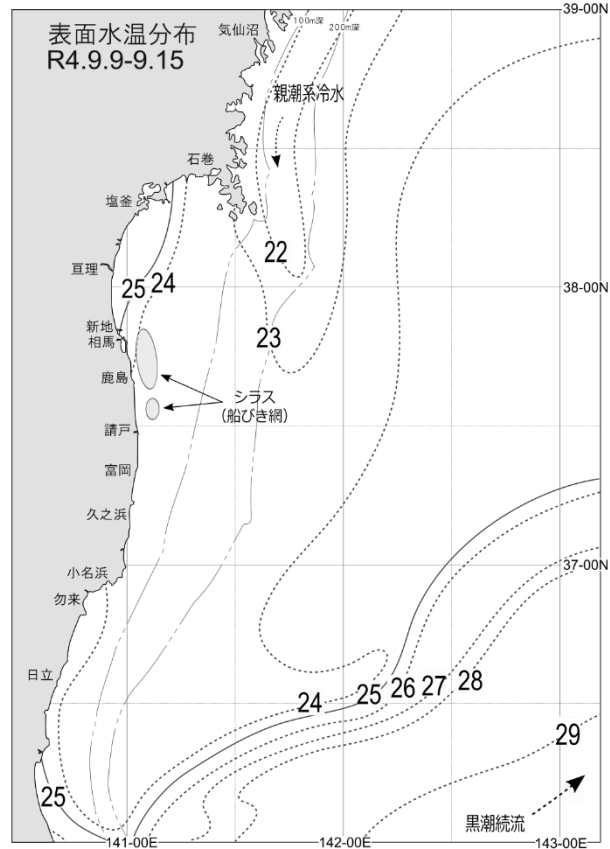 表面水温分布
R4.9.9-9.15
39-00N
気仙沼
100m深
200m深
親潮系冷水
石巻
塩釜
22
亘理
25
24
38-00N
新地
相馬
23
鹿島
シラス
(船びき網)
請戸
富岡
久之浜
37-00N
小名浜
勿来
日立
24
25
26
27
28
29
25
黒潮続流
141-00E
142-00E
143-00E